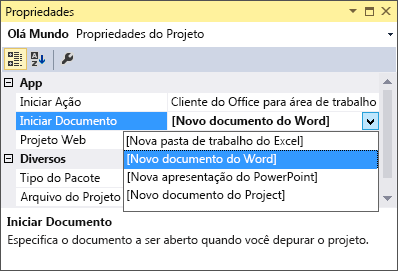 Propriedades
Olá Mundo Propriedades do Projeto
App
Iniciar Ação Cliente do Office para área de trabalho
Iniciar Documento [Novo documento do Word]
Projeto Web
[Nova pasta de trabalho do Excel]
[Novo documento do Word]
[Nova apresentação do PowerPoint]
[Novo documento do Project]
Diversos
Tipo do Pacote
Arquivo do Projeto
Iniciar Documento
Especifica o documento a ser aberto quando você depurar o projeto.